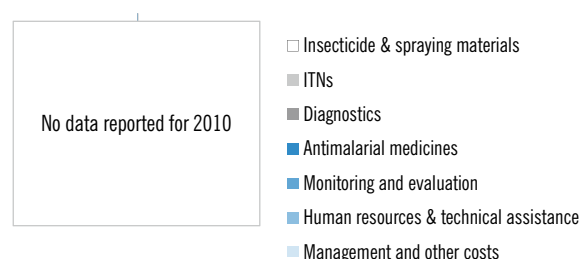 No data reported for 2010
Insecticide & spraying materials
ITNs
Diagnostics
Antimalarial medicines
Monitoring and evaluation
Human resources & technical assistance
Management and other costs